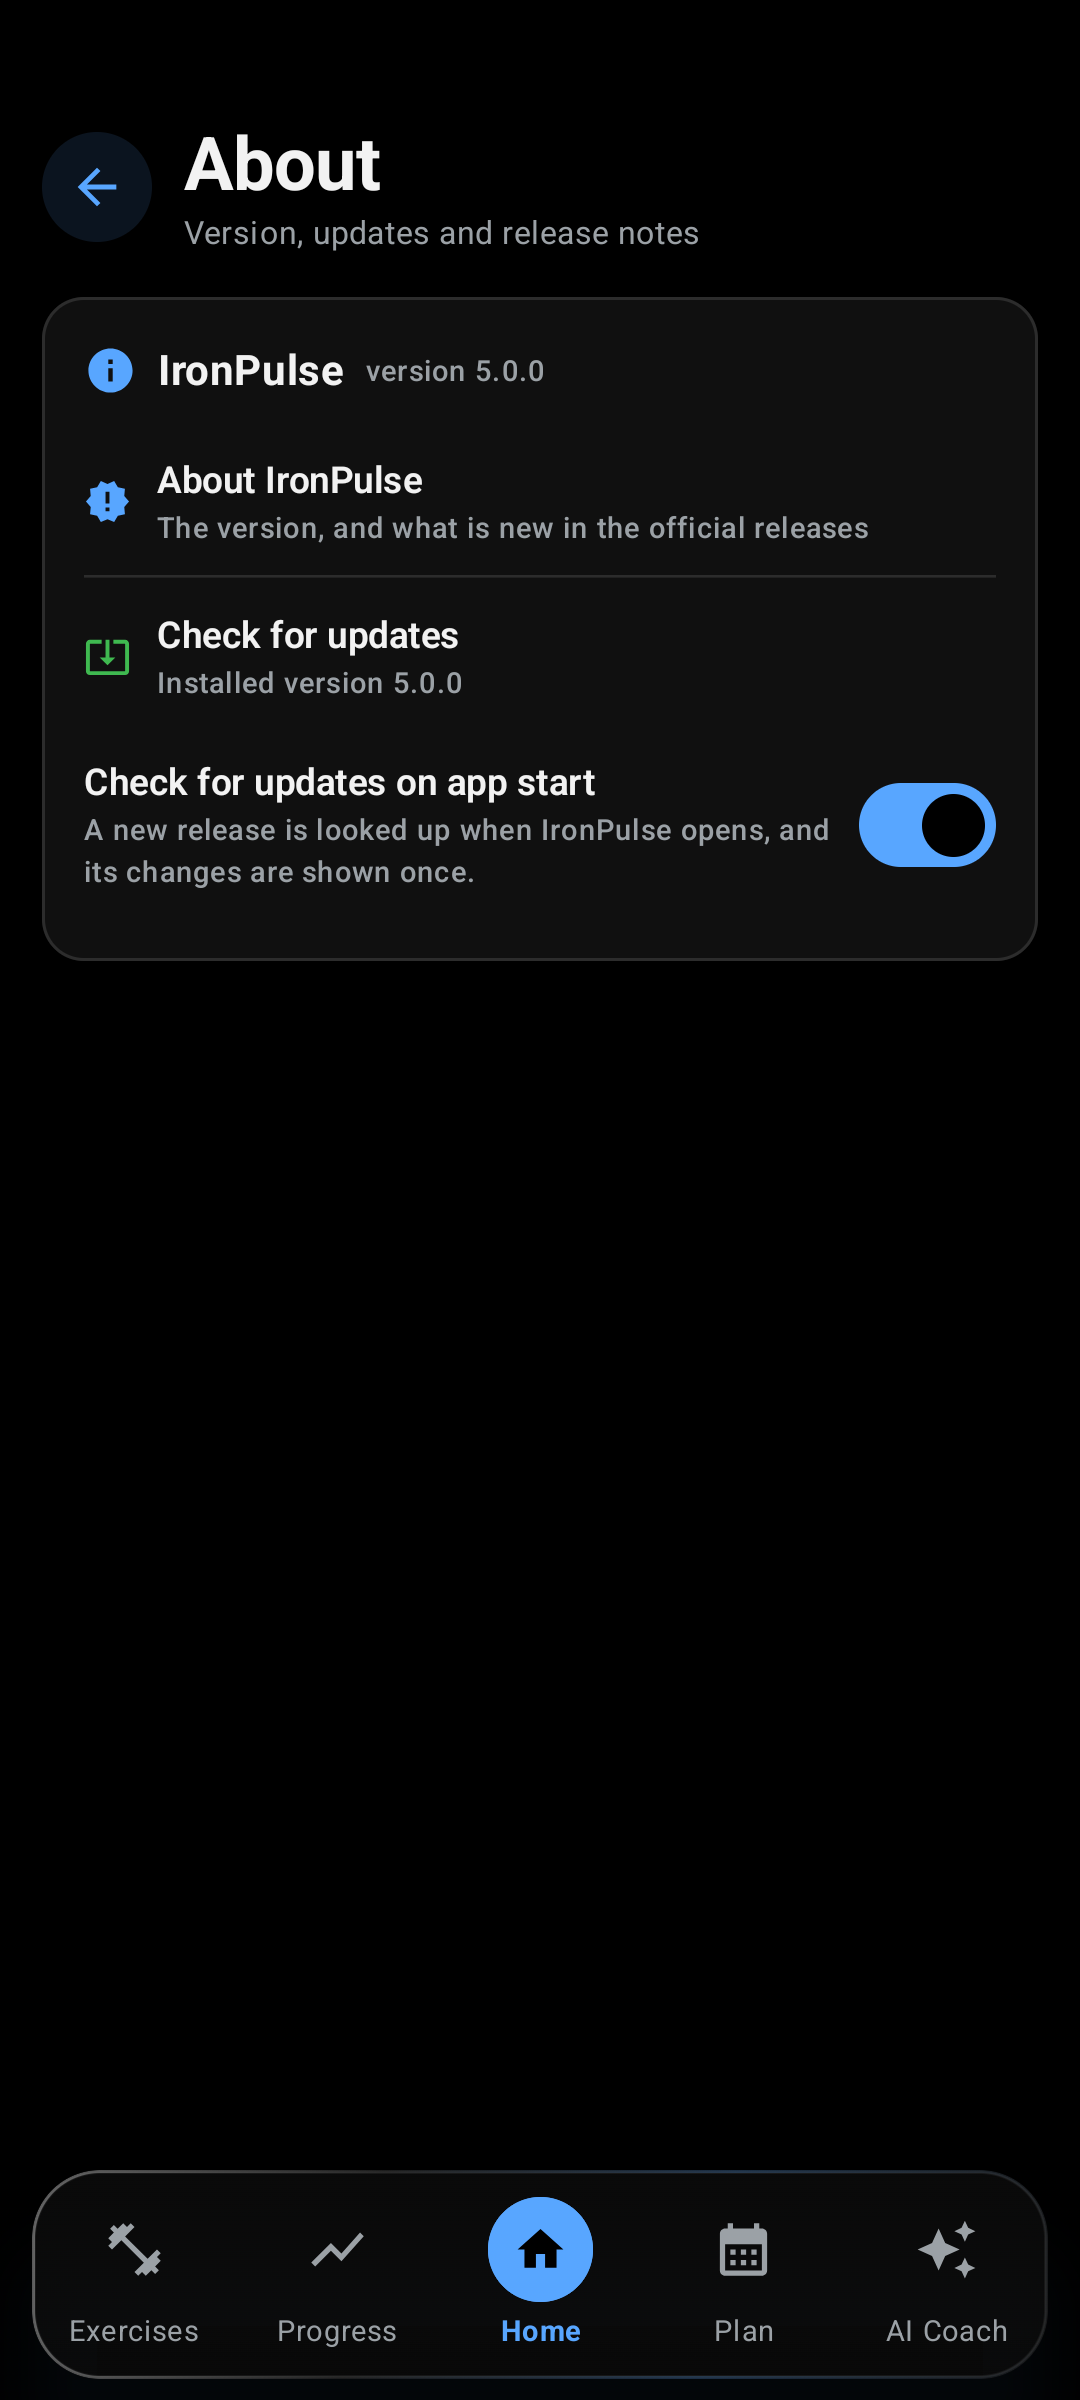 About
Version, updates and release notes
IronPulse version 5.0.0
About IronPulse
The version, and what is new in the official releases
Check for updates
Installed version 5.0.0
Check for updates on app start
A new release is looked up when IronPulse opens, and
its changes are shown once.
Exercises Progress Home Plan AI Coach